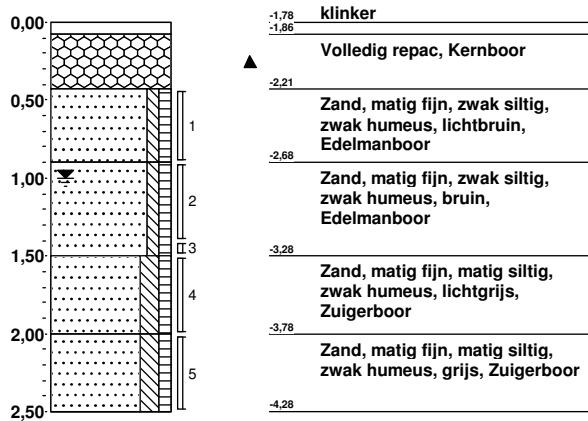 0,00
0,50
1,00
1,50
2,00
2,50
1
2
3
4
5
-1,78
klinker
-1,86
Volledig repac, Kernboor
-2,21
Zand, matig fijn, zwak siltig,
zwak humeus, lichtbruin,
Edelmanboor
-2,68
Zand, matig fijn, zwak siltig,
zwak humeus, bruin,
Edelmanboor
-3,28
Zand, matig fijn, matig siltig,
zwak humeus, lichtgrijs,
Zuigerboor
-3,78
Zand, matig fijn, matig siltig,
zwak humeus, grijs, Zuigerboor
-4,28